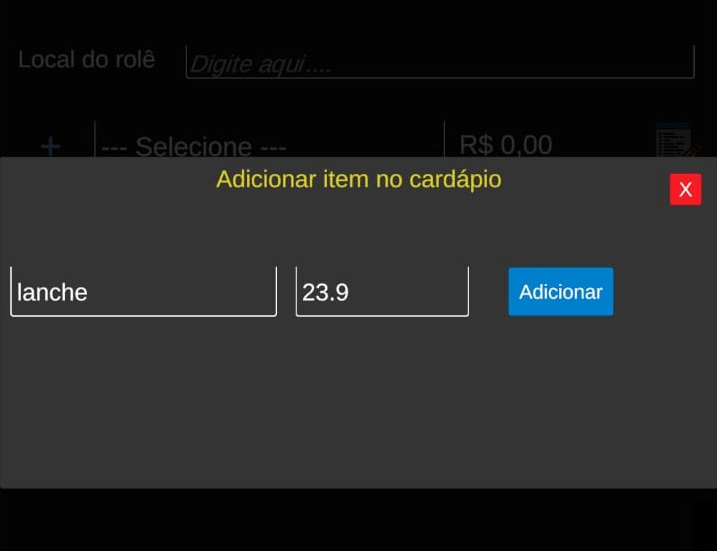 Local do rolê
Digite aqui....
+ --- Selecione --- R$ 0,00
Adicionar item no cardápio
X
lanche 23.9 Adicionar